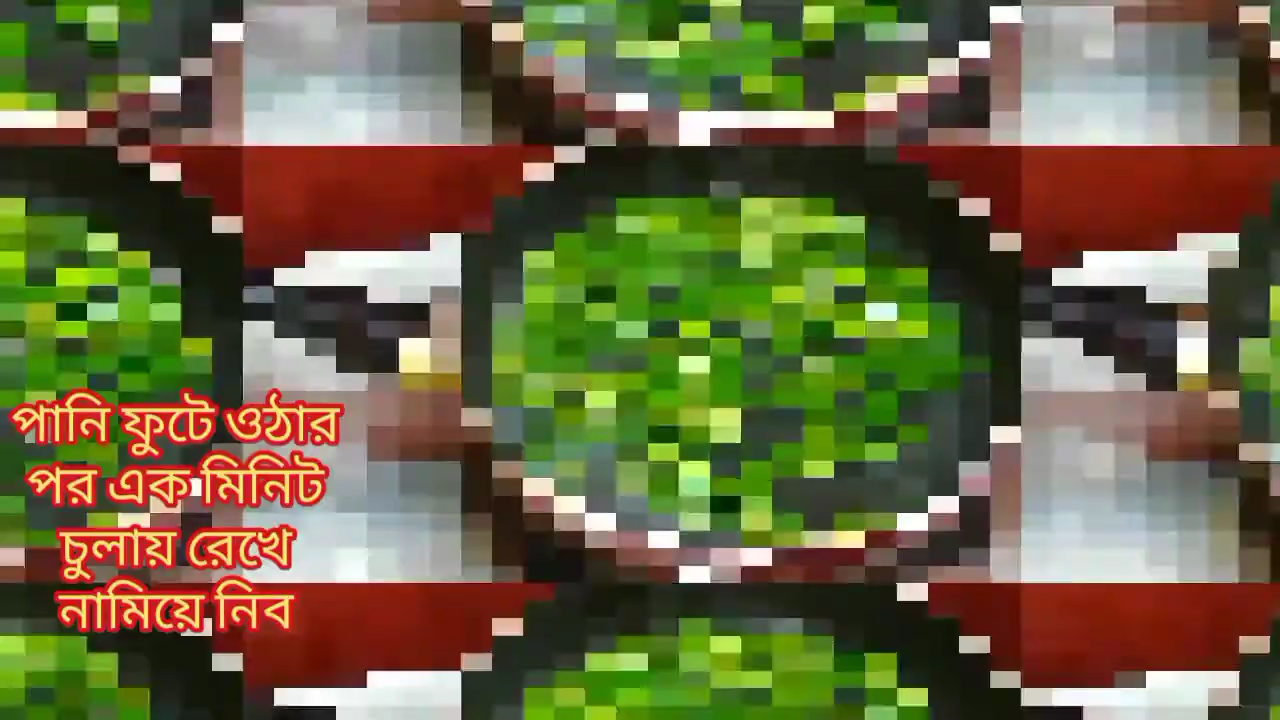 পানি ফুটে ওঠার
পর এক মিনিট
চুলায় রেখে
নামিয়ে নিব